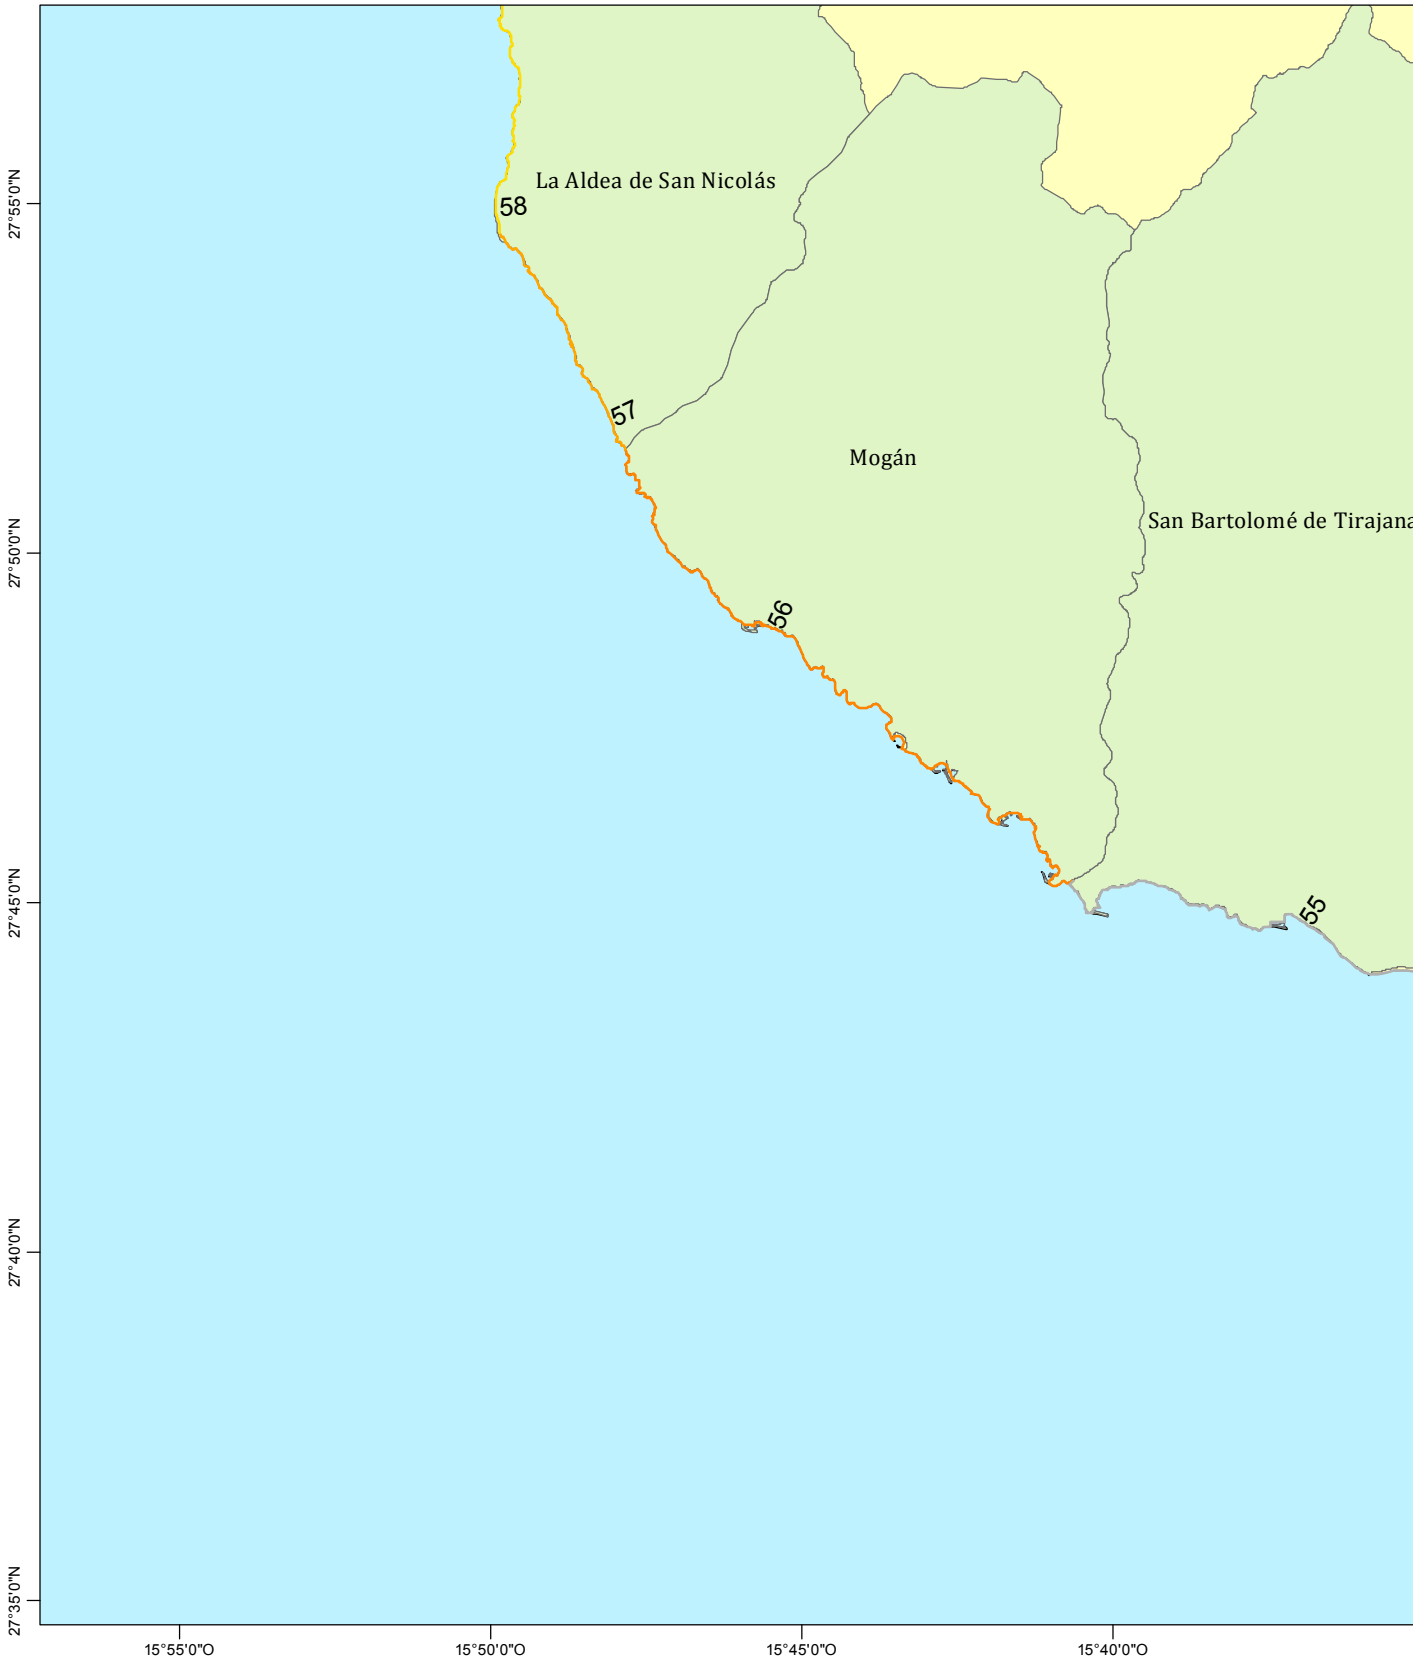 La Aldea de San Nicolás
58
57
Mogán
San Bartolomé de Tirajana
56
55
27°55'0"N
27°50'0"N
27°45'0"N
27°40'0"N
27°35'0"N
15°55'0"O
15°50'0"O
15°45'0"O
15°40'0"O